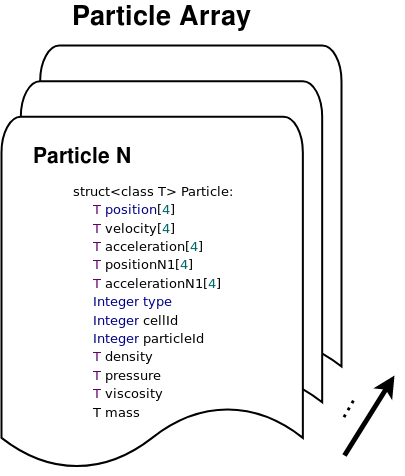 Particle Array
Particle N
struct<class T> Particle:
T position[4]
T velocity[4]
T acceleration[4]
T positionN1[4]
T accelerationN1[4]
Integer type
Integer cellId
Integer particleId
T density
T pressure
T viscosity
T mass